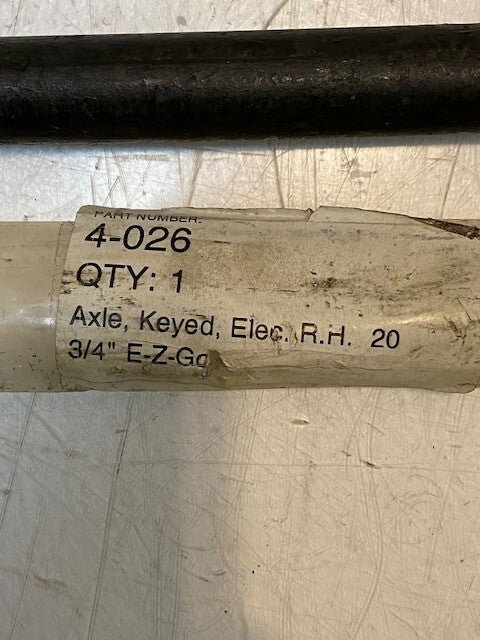 PART NUMBER:
4-026
QTY: 1
Axle, Keyed, Elec. R.H. 20
3/4" E-Z-Go